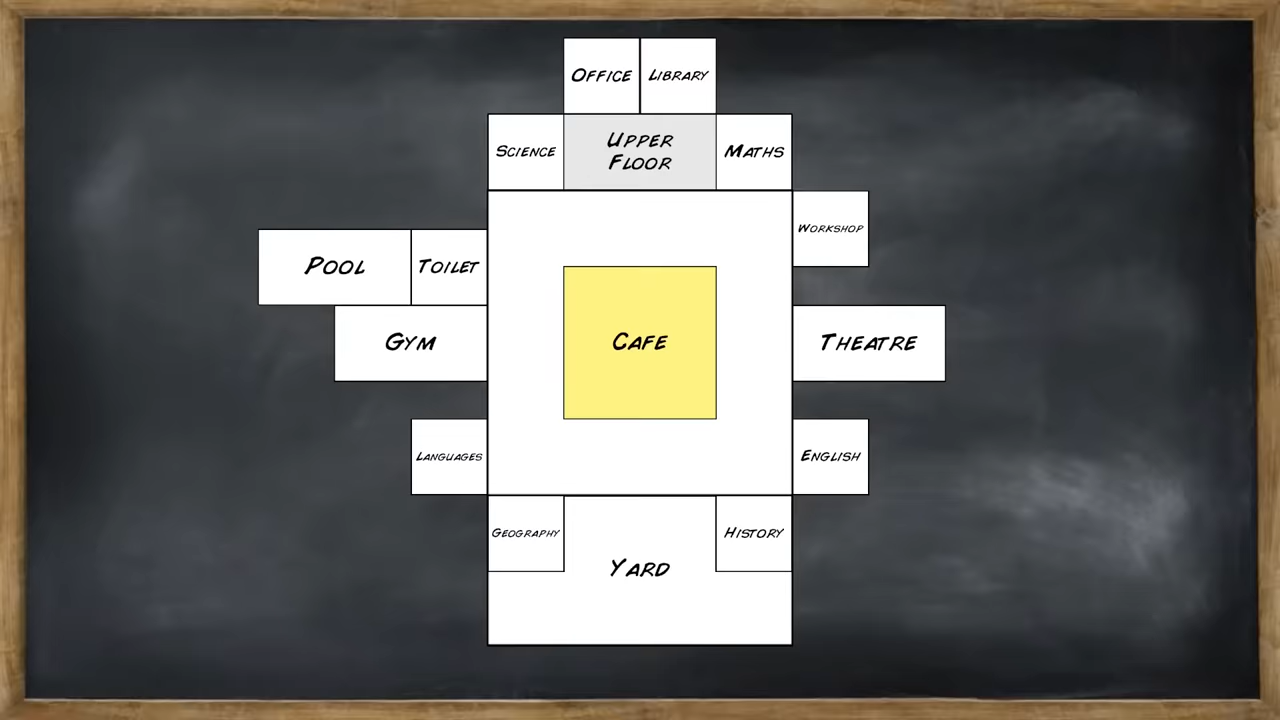 OFFICE
LIBRARY
SCIENCE
UPPER
FLOOR
MATHS
WORKSHOP
POOL
TOILET
GYM
CAFE
THEATRE
LANGUAGES
ENGLISH
GEOGRAPHY
HISTORY
YARD